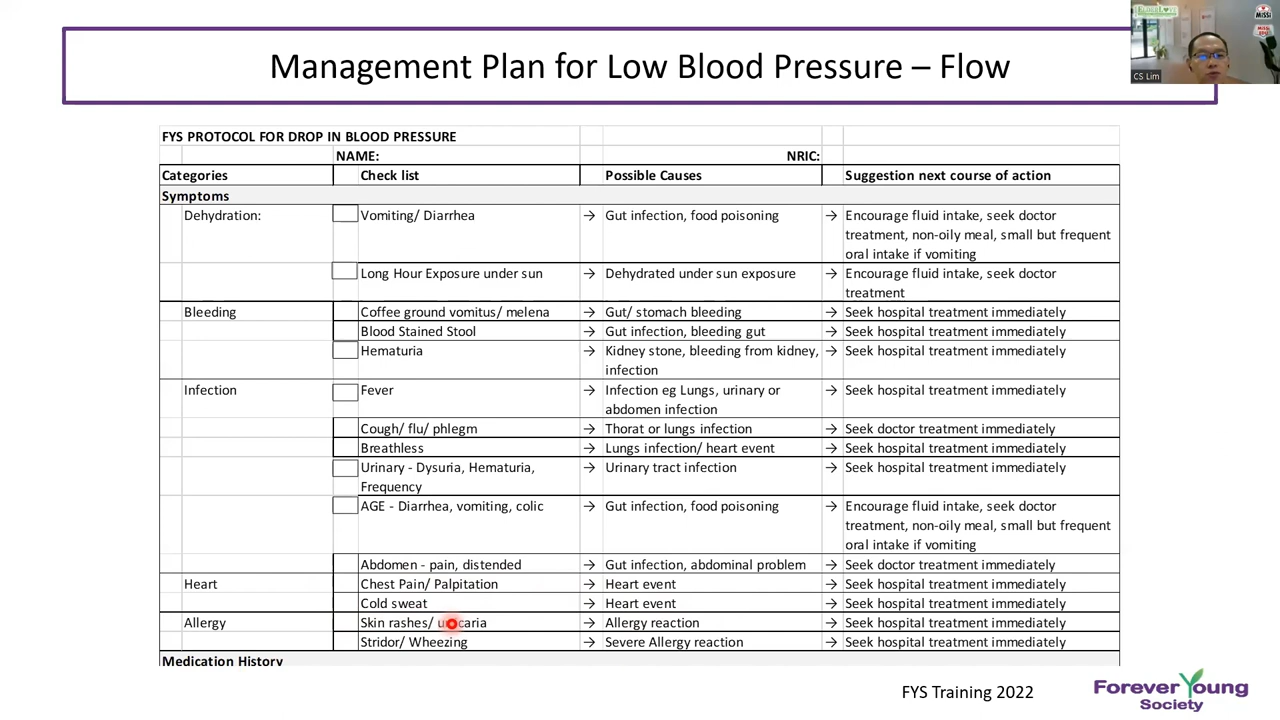 Management Plan for Low Blood Pressure – Flow
CS Lim
MiSSi
FYS PROTOCOL FOR DROP IN BLOOD PRESSURE
NAME: NRIC:
Categories Check list Possible Causes Suggestion next course of action
Symptoms
Dehydration: Vomiting/ Diarrhea → Gut infection, food poisoning → Encourage fluid intake, seek doctor
treatment, non-oily meal, small but frequent
oral intake if vomiting
Long Hour Exposure under sun → Dehydrated under sun exposure → Encourage fluid intake, seek doctor
treatment
Bleeding Coffee ground vomitus/ melena → Gut/ stomach bleeding → Seek hospital treatment immediately
Blood Stained Stool → Gut infection, bleeding gut → Seek hospital treatment immediately
Hematuria → Kidney stone, bleeding from kidney, → Seek hospital treatment immediately
infection
Infection Fever → Infection eg Lungs, urinary or → Seek hospital treatment immediately
abdomen infection
Cough/ flu/ phlegm → Thorat or lungs infection → Seek doctor treatment immediately
Breathless → Lungs infection/ heart event → Seek hospital treatment immediately
Urinary - Dysuria, Hematuria, → Urinary tract infection → Seek hospital treatment immediately
Frequency
AGE - Diarrhea, vomiting, colic → Gut infection, food poisoning → Encourage fluid intake, seek doctor
treatment, non-oily meal, small but frequent
oral intake if vomiting
Abdomen - pain, distended → Gut infection, abdominal problem → Seek doctor treatment immediately
Heart Chest Pain/ Palpitation → Heart event → Seek hospital treatment immediately
Cold sweat → Heart event → Seek hospital treatment immediately
Allergy Skin rashes/ → Allergy reaction → Seek hospital treatment immediately
Stridor/ Wheezing → Severe Allergy reaction → Seek hospital treatment immediately
Medication History
FYS Training 2022
Forever Young
Society